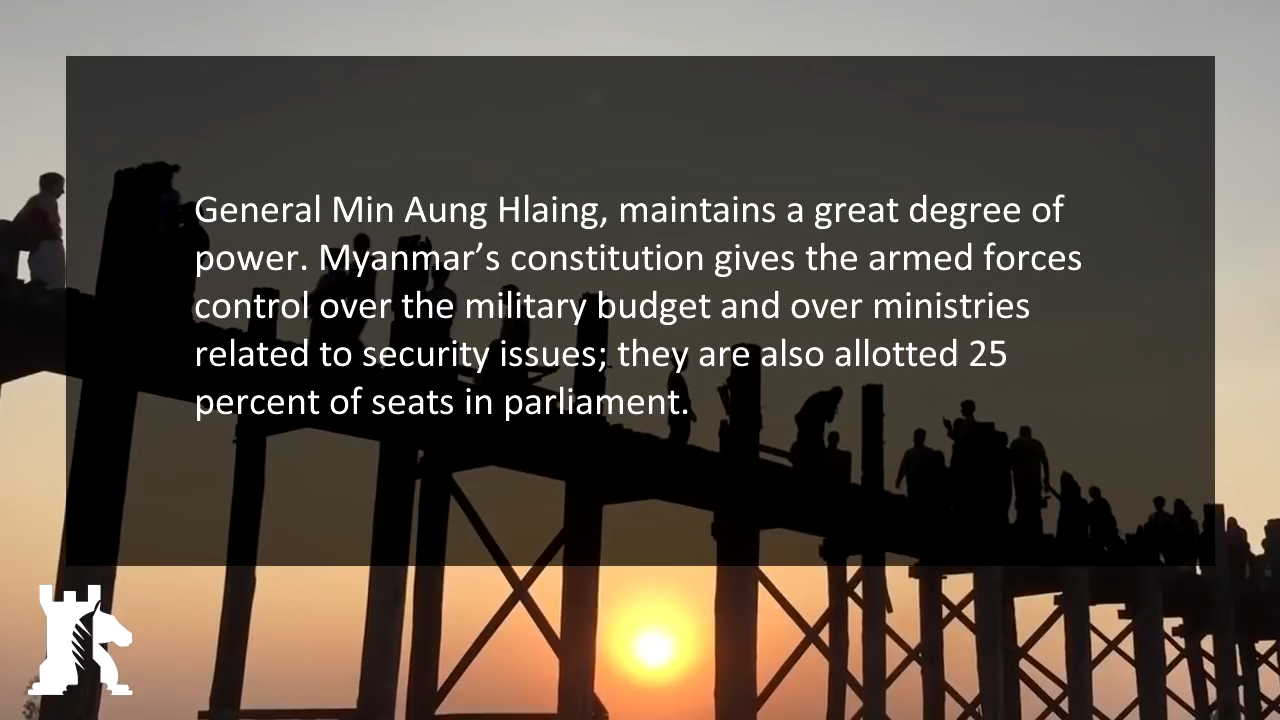 General Min Aung Hlaing, maintains a great degree of
power. Myanmar’s constitution gives the armed forces
control over the military budget and over ministries
related to security issues; they are also allotted 25
percent of seats in parliament.